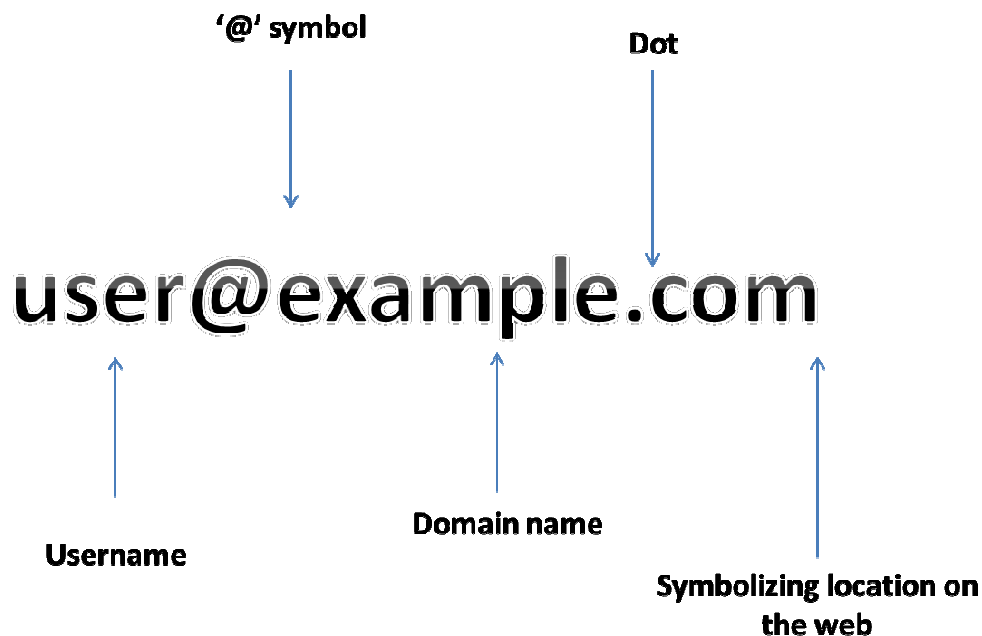 ‘@’ symbol
Dot
user@example.com
Username
Domain name
Symbolizing location on
the web